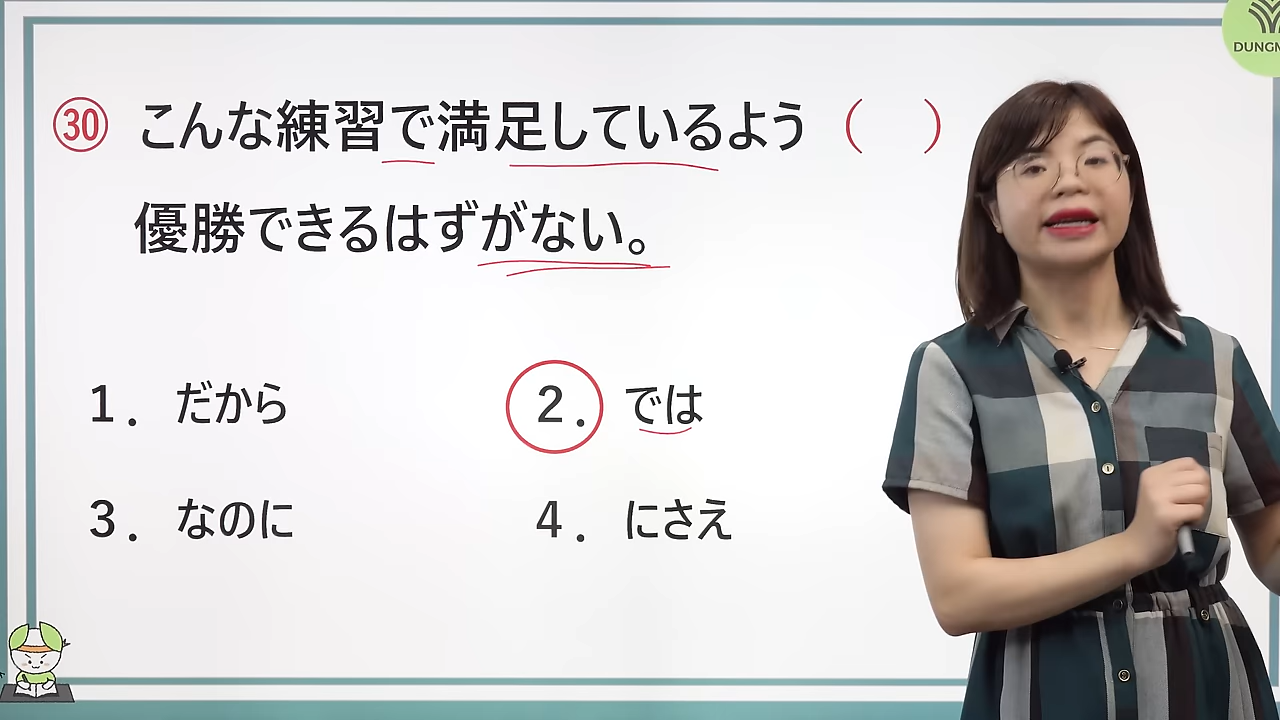 ㉚ こんな練習で満足しているよう（　）
優勝できるはずがない。
1．だから
2．では
3．なのに
4．にさえ